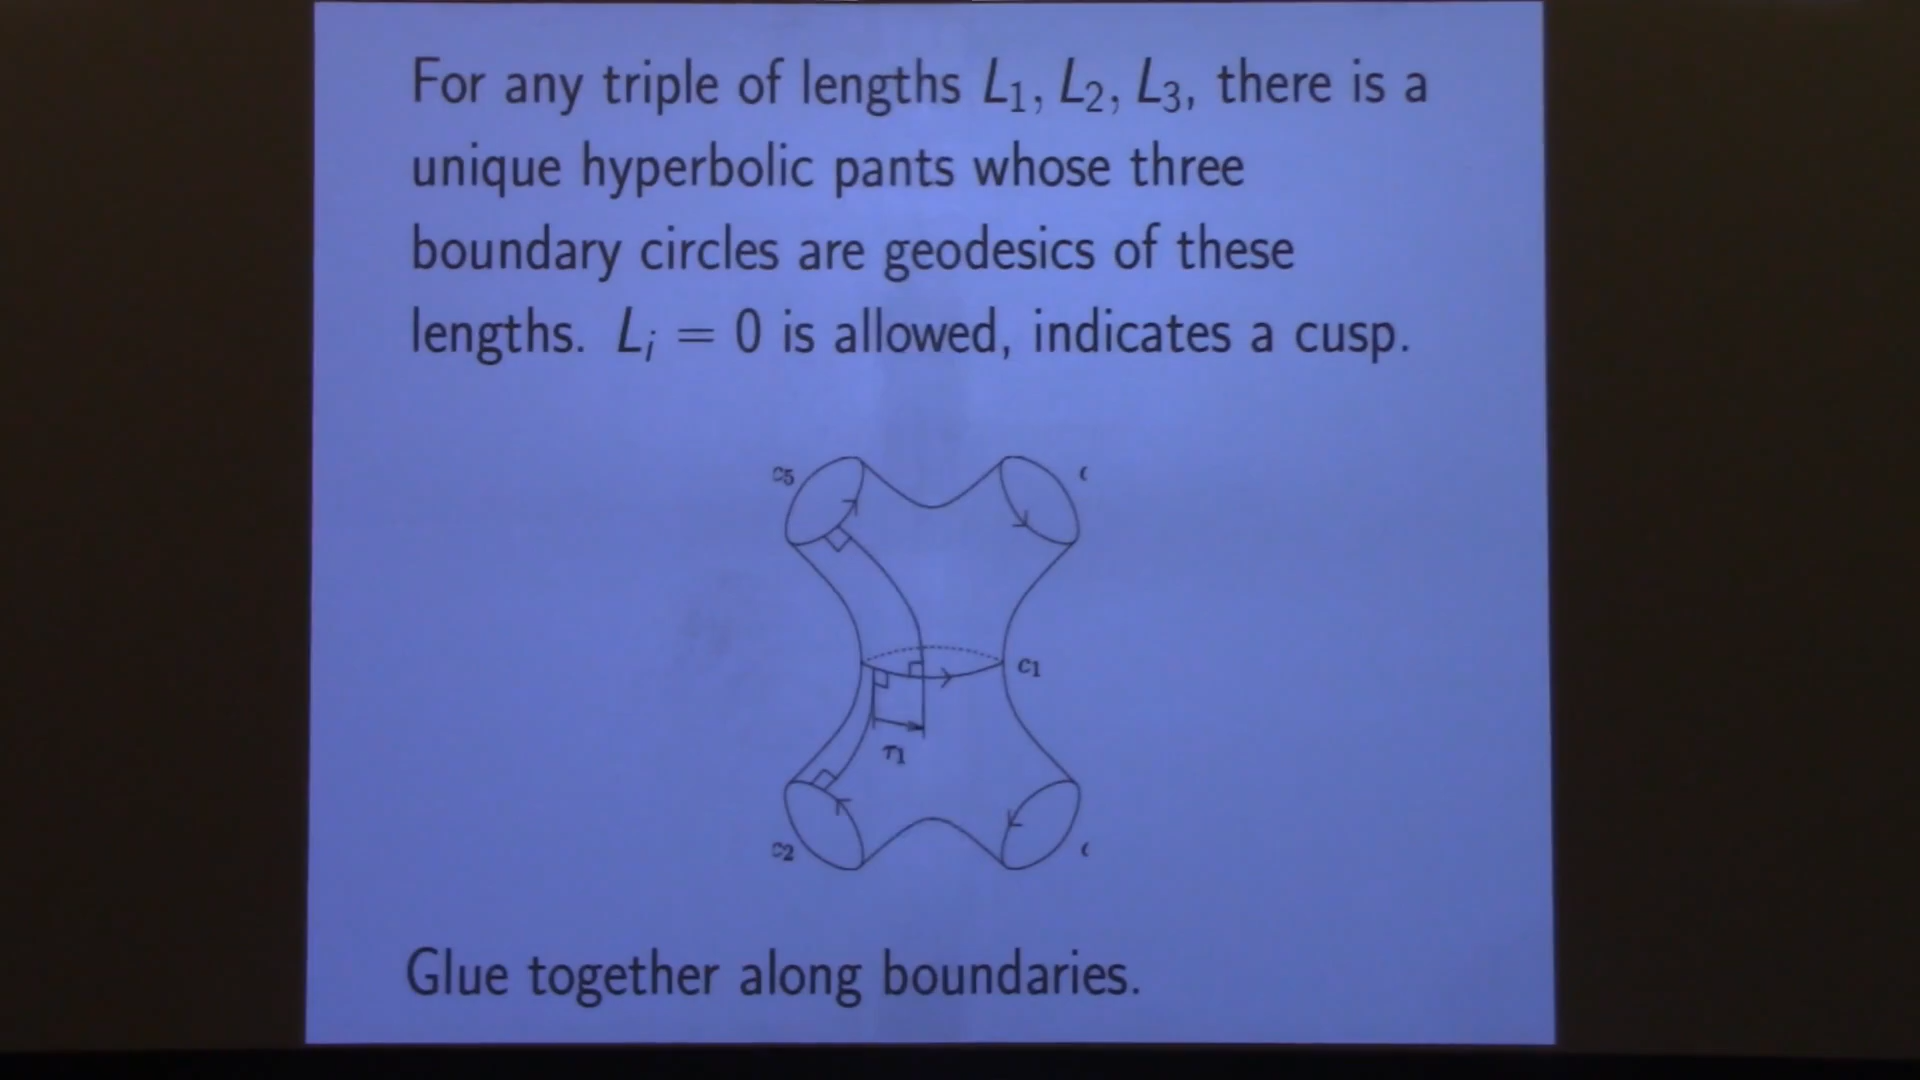 For any triple of lengths L₁, L₂, L₃, there is a
unique hyperbolic pants whose three
boundary circles are geodesics of these
lengths. Lᵢ = 0 is allowed, indicates a cusp.
c5
c1
τ1
c2
Glue together along boundaries.